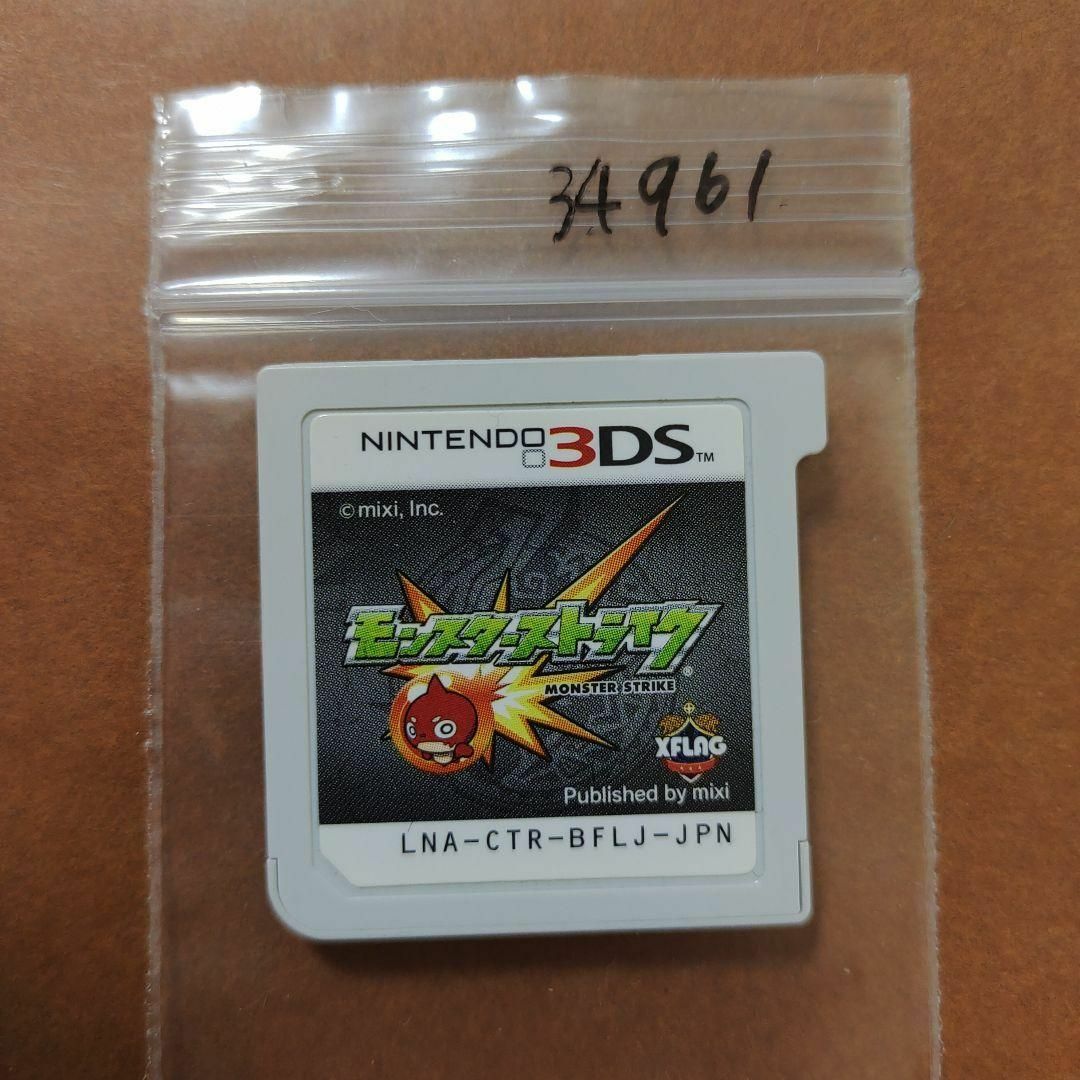 34961
NINTENDO 3DS™
©mixi, Inc.
モンスターストライク®
MONSTER STRIKE
XFLAG
Published by mixi
LNA-CTR-BFLJ-JPN